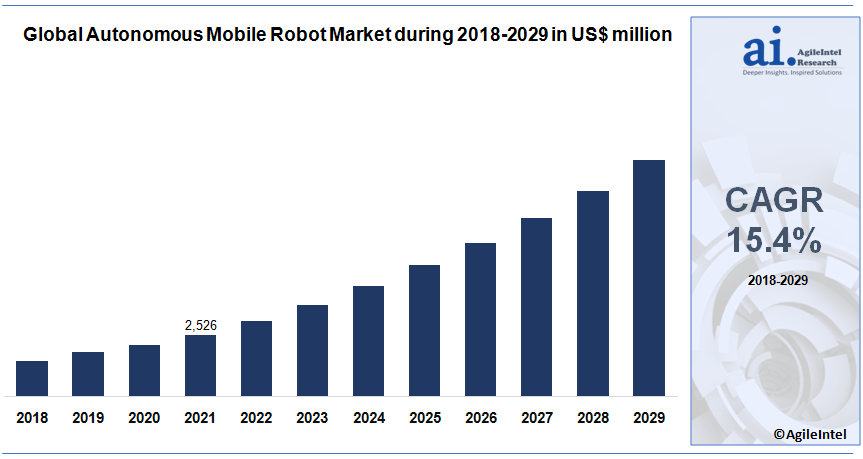 Global Autonomous Mobile Robot Market during 2018-2029 in US$ million
2,526
2018 2019 2020 2021 2022 2023 2024 2025 2026 2027 2028 2029
ai.
AgileIntel
Research
Deeper Insights. Inspired Solutions
CAGR
15.4%
2018-2029
©AgileIntel